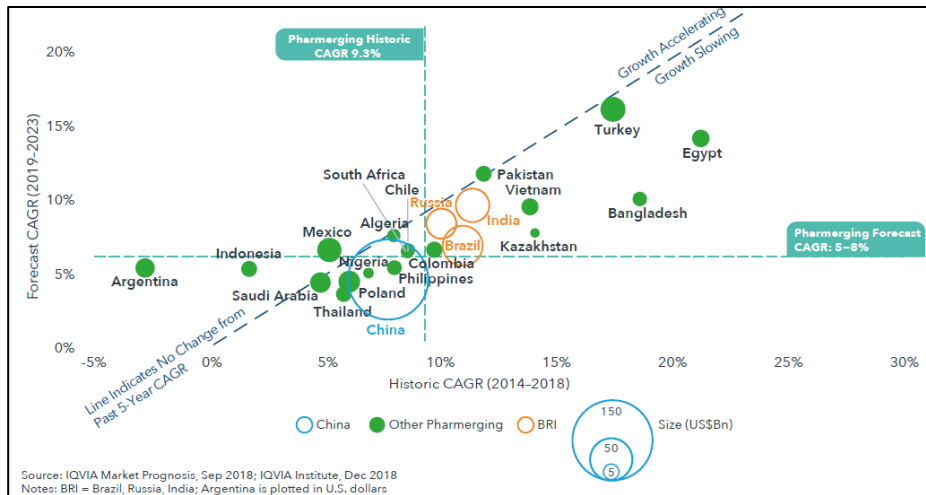 Pharmerging Historic
CAGR 9.3%
Growth Accelerating
Growth Slowing
20%
15%
10%
5%
0%
Forecast CAGR (2019–2023)
Turkey
Egypt
Pakistan
Vietnam
Bangladesh
Kazakhstan
South Africa
Chile
Russia
India
Brazil
Algeria
Mexico
Indonesia
Argentina
Nigeria
Colombia
Philippines
Saudi Arabia
Poland
Thailand
China
Pharmerging Forecast
CAGR: 5–8%
Line Indicates No Change from
Past 5-Year CAGR
-5%
0%
5%
10%
15%
20%
25%
30%
Historic CAGR (2014–2018)
China
Other Pharmerging
BRI
150
50
5
Size (US$Bn)
Source: IQVIA Market Prognosis, Sep 2018; IQVIA Institute, Dec 2018
Notes: BRI = Brazil, Russia, India; Argentina is plotted in U.S. dollars